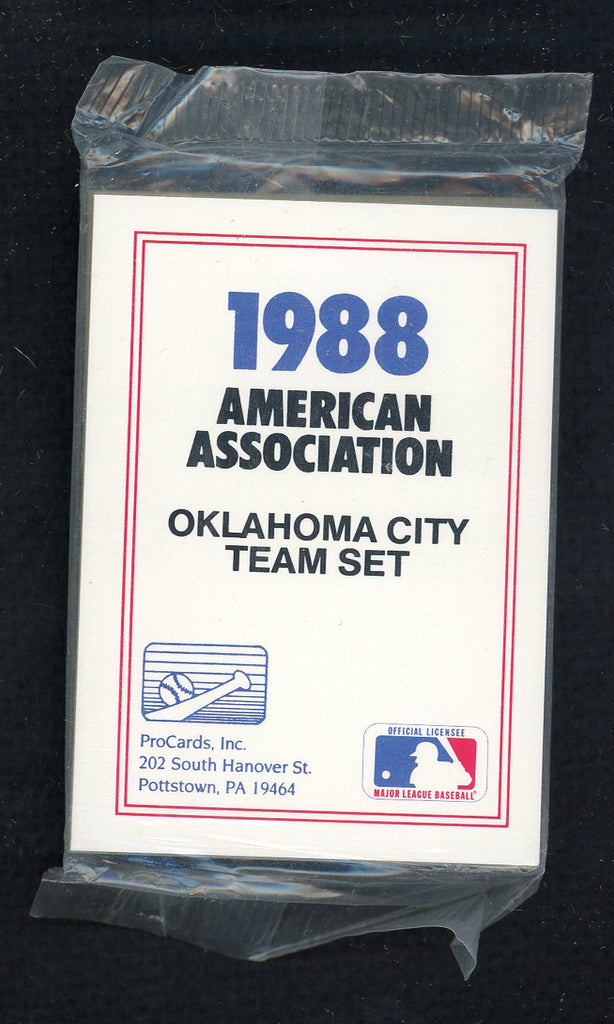 1988
AMERICAN
ASSOCIATION
OKLAHOMA CITY
TEAM SET
ProCards, Inc.
202 South Hanover St.
Pottstown, PA 19464
OFFICIAL LICENSEE
MAJOR LEAGUE BASEBALL